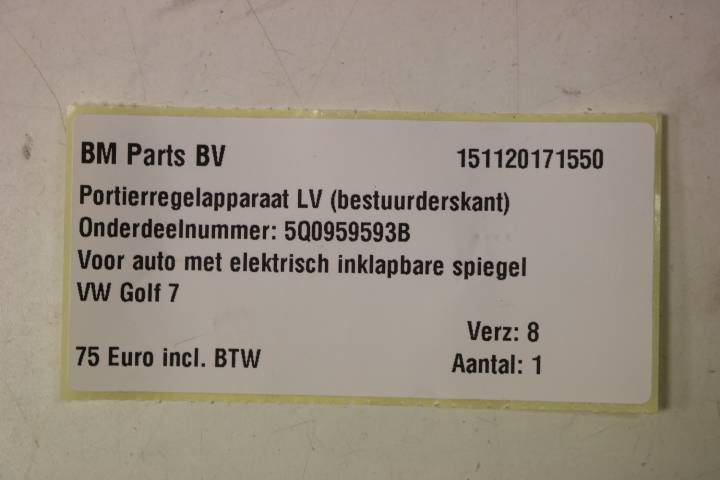 BM Parts BV 151120171550
Portierregelapparaat LV (bestuurderskant)
Onderdeelnummer: 5Q0959593B
Voor auto met elektrisch inklapbare spiegel
VW Golf 7
Verz: 8
75 Euro incl. BTW Aantal: 1